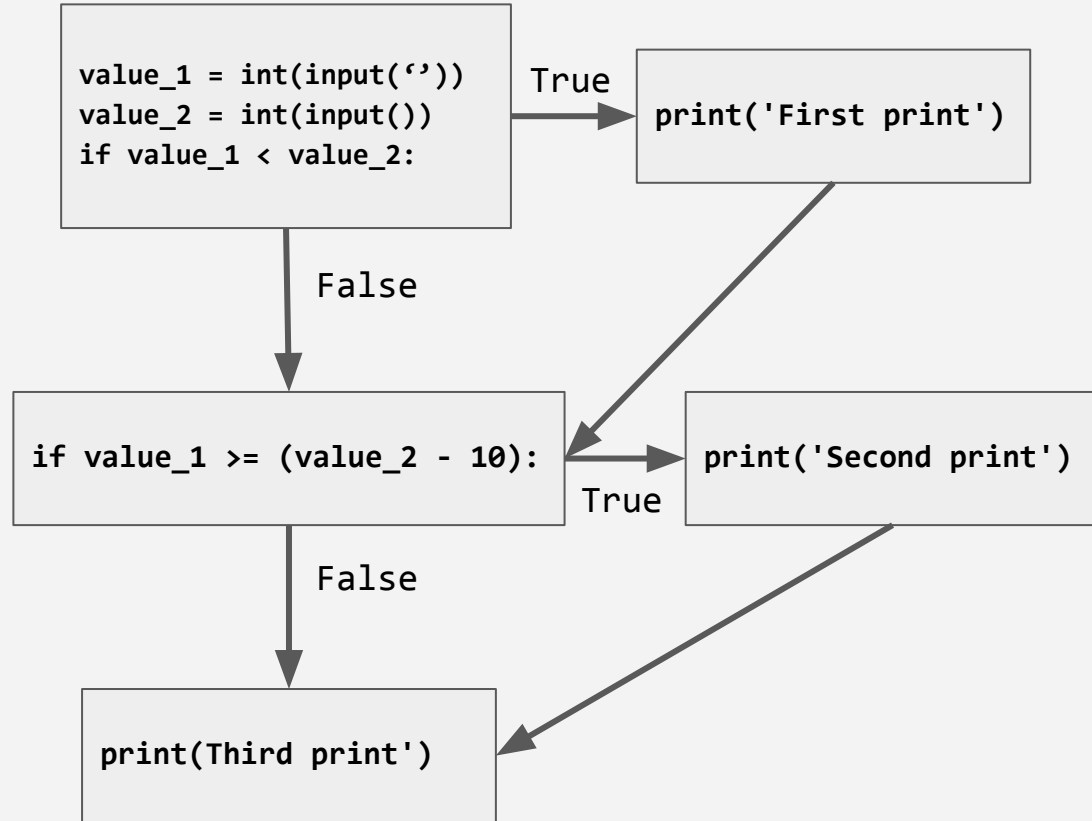 value_1 = int(input(‘’))
value_2 = int(input())
if value_1 < value_2:
True
print('First print')
False
if value_1 >= (value_2 - 10):
True
print('Second print')
False
print(Third print')